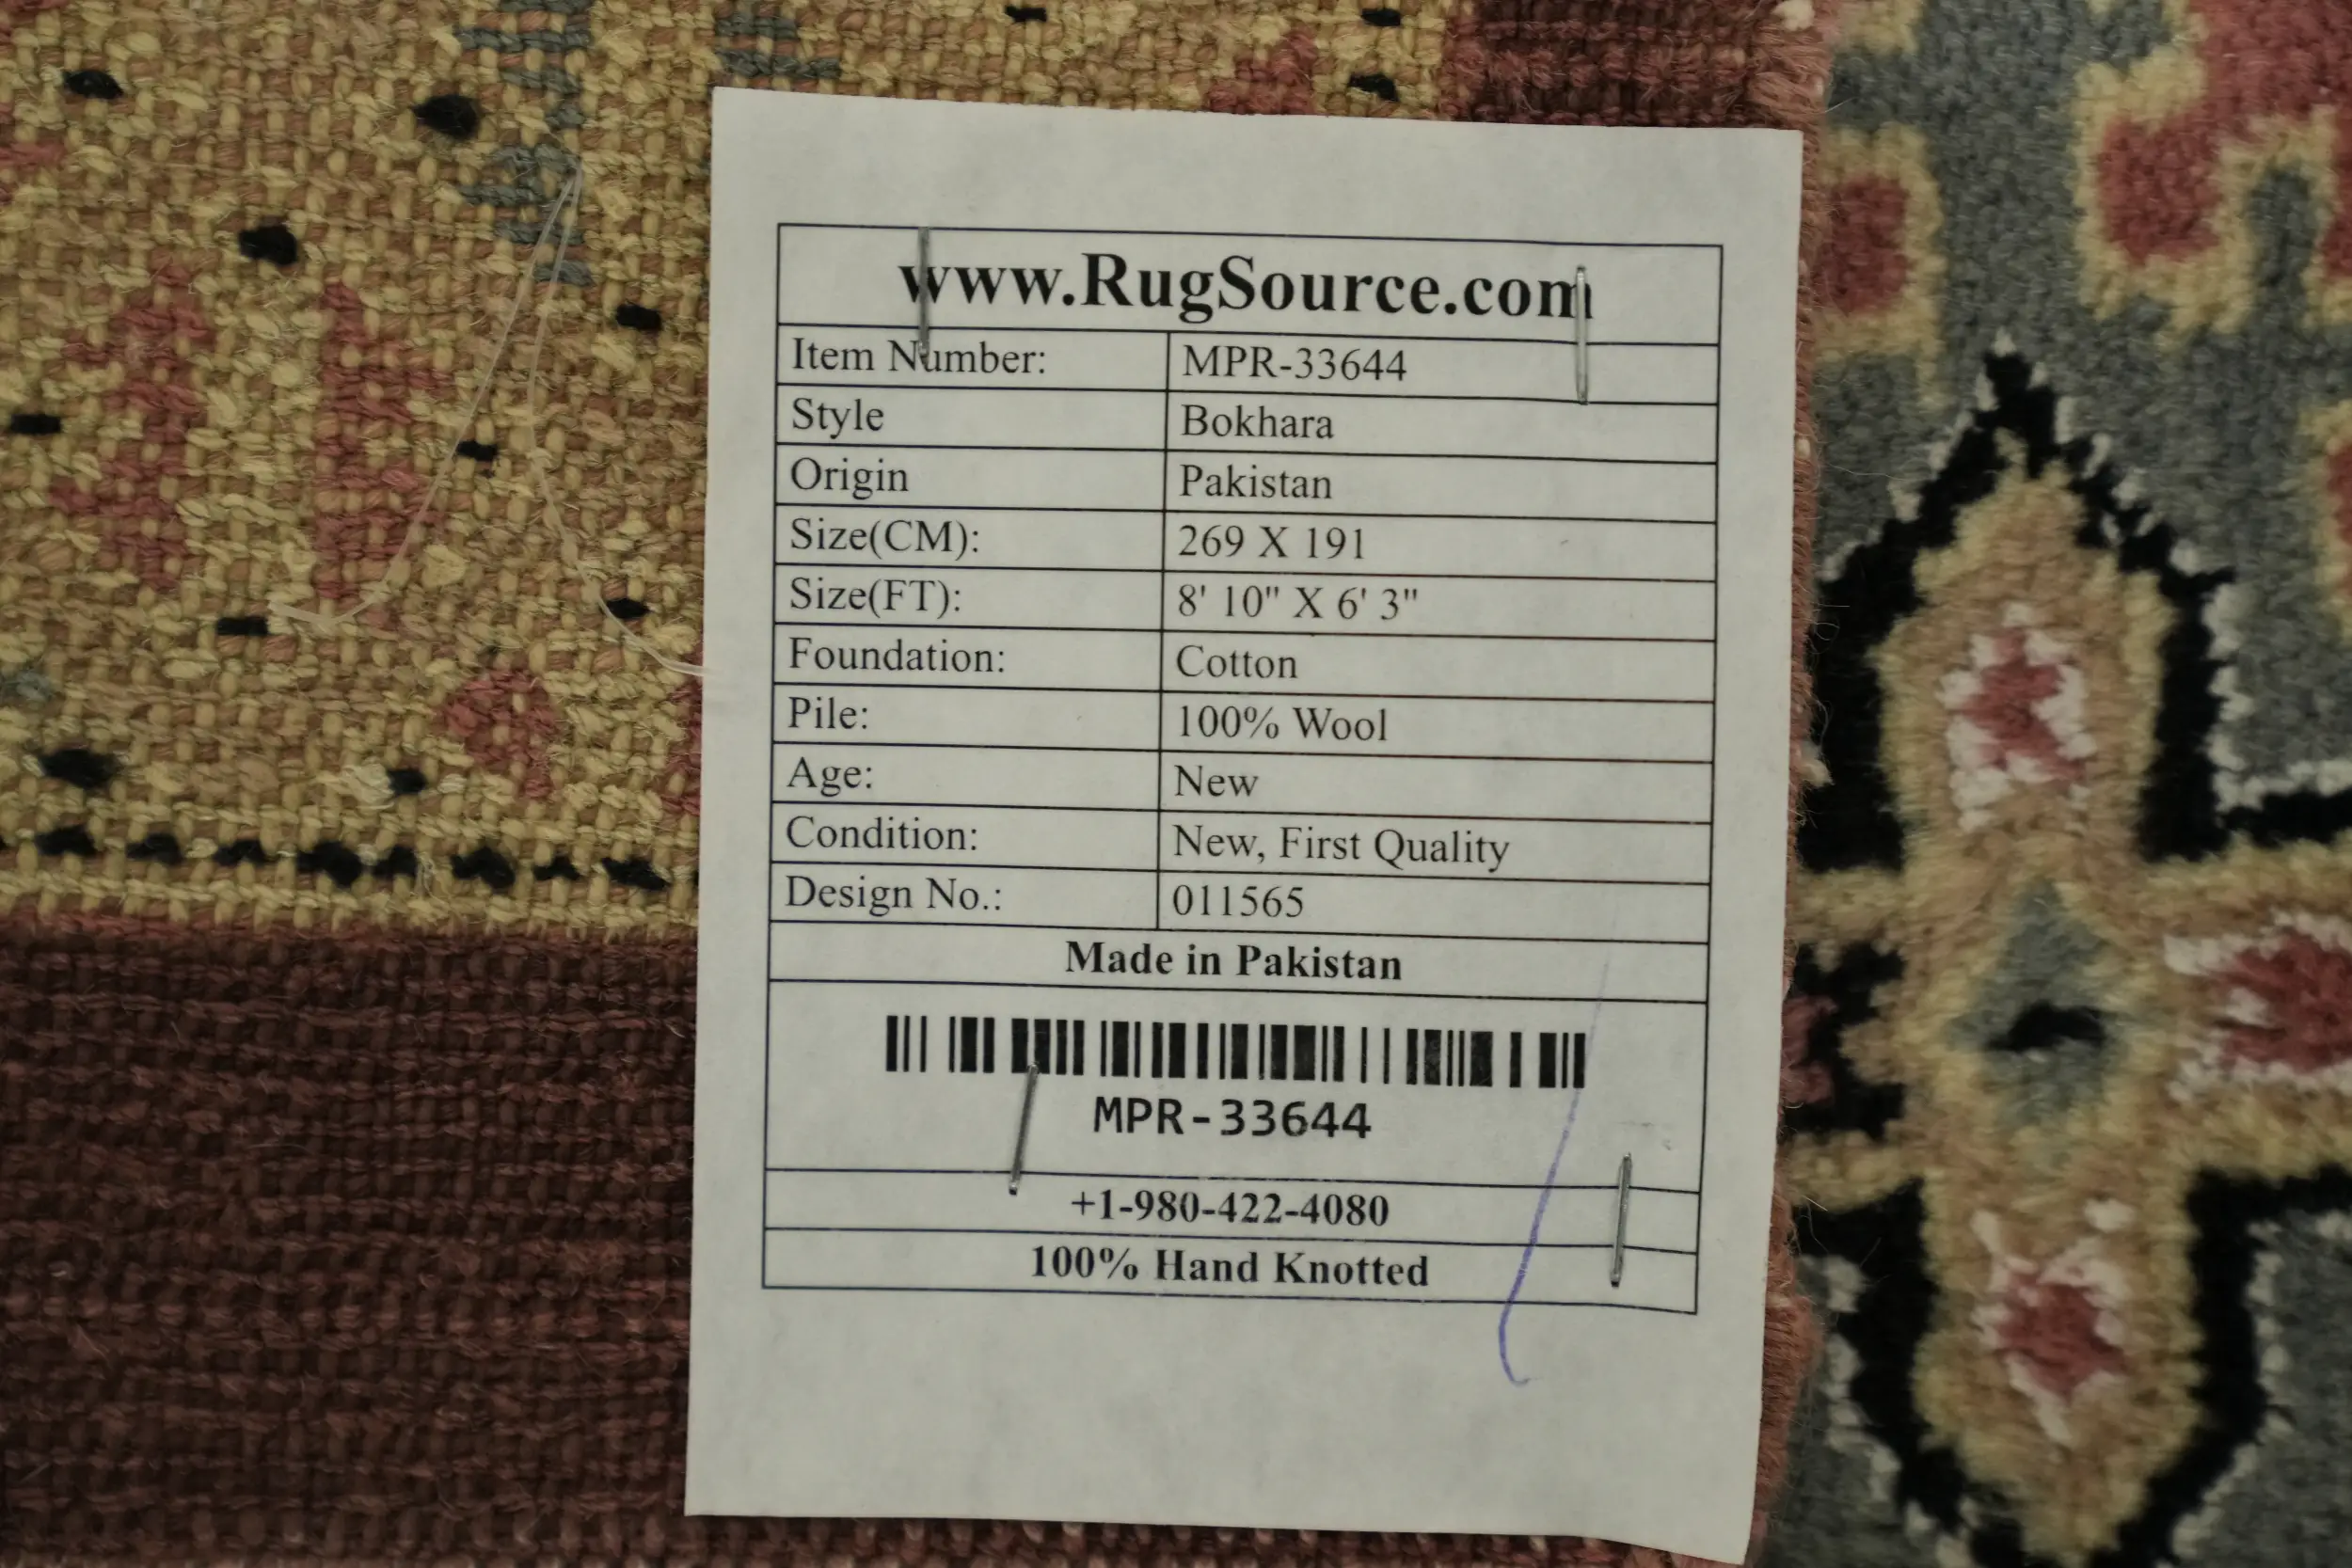 www.RugSource.com
Item Number: MPR-33644
Style Bokhara
Origin Pakistan
Size(CM): 269 X 191
Size(FT): 8' 10" X 6' 3"
Foundation: Cotton
Pile: 100% Wool
Age: New
Condition: New, First Quality
Design No.: 011565
Made in Pakistan
MPR-33644
+1-980-422-4080
100% Hand Knotted